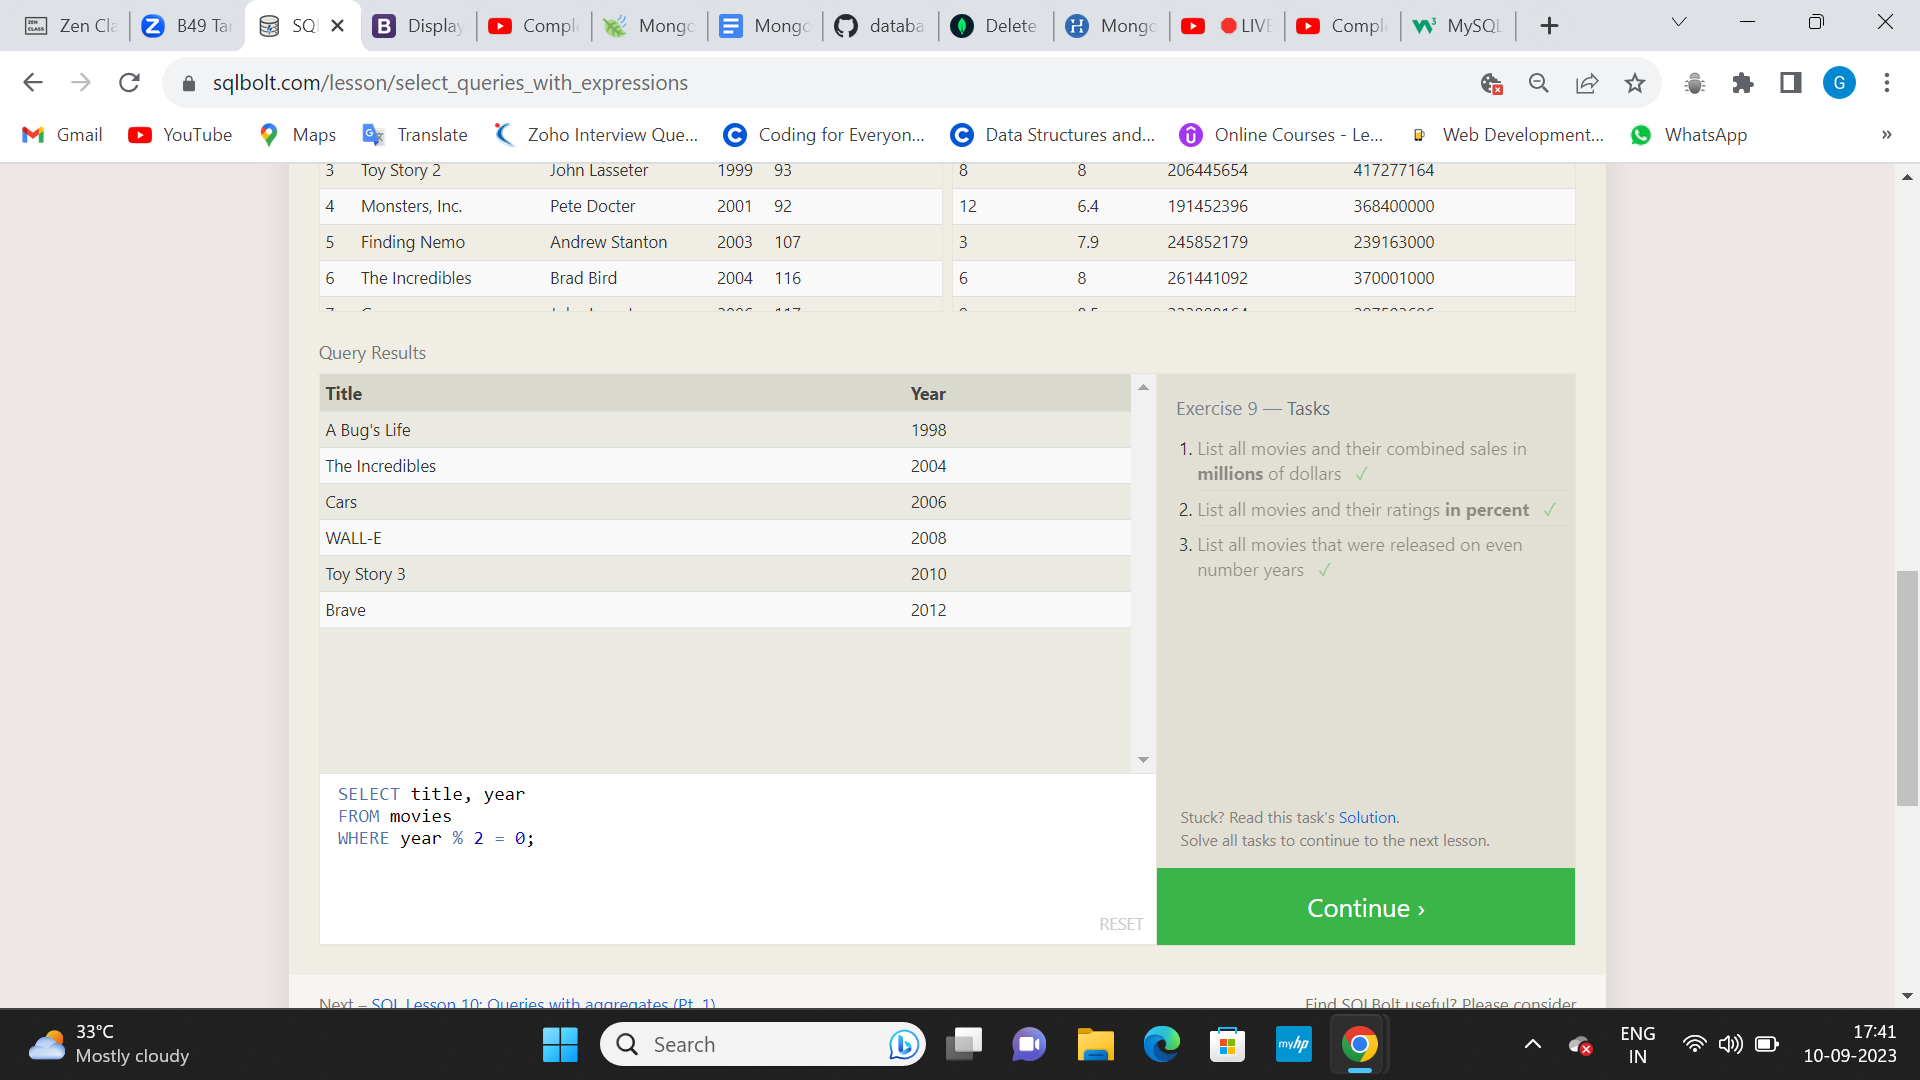 Zen Cla
B49 Tar
SQL
Display
Comple
Mongo
Mongo
databa
Delete
Mongo
LIVE
Comple
MySQL
sqlbolt.com/lesson/select_queries_with_expressions
G
Gmail
YouTube
Maps
Translate
Zoho Interview Que...
Coding for Everyon...
Data Structures and...
Online Courses - Le...
Web Development...
WhatsApp
»
3 Toy Story 2 John Lasseter 1999 93
8 8 206445654 417277164
4 Monsters, Inc. Pete Docter 2001 92
12 6.4 191452396 368400000
5 Finding Nemo Andrew Stanton 2003 107
3 7.9 245852179 239163000
6 The Incredibles Brad Bird 2004 116
6 8 261441092 370001000
Query Results
Title Year
A Bug's Life 1998
The Incredibles 2004
Cars 2006
WALL-E 2008
Toy Story 3 2010
Brave 2012
SELECT title, year
FROM movies
WHERE year % 2 = 0;
RESET
Exercise 9 — Tasks
1. List all movies and their combined sales in
millions of dollars ✓
2. List all movies and their ratings in percent ✓
3. List all movies that were released on even
number years ✓
Stuck? Read this task's Solution.
Solve all tasks to continue to the next lesson.
Continue ›
Next – SQL Lesson 10: Queries with aggregates (Pt. 1)
Find SQLBolt useful? Please consider
33°C
Mostly cloudy
Search
myhp
ENG
IN
17:41
10-09-2023